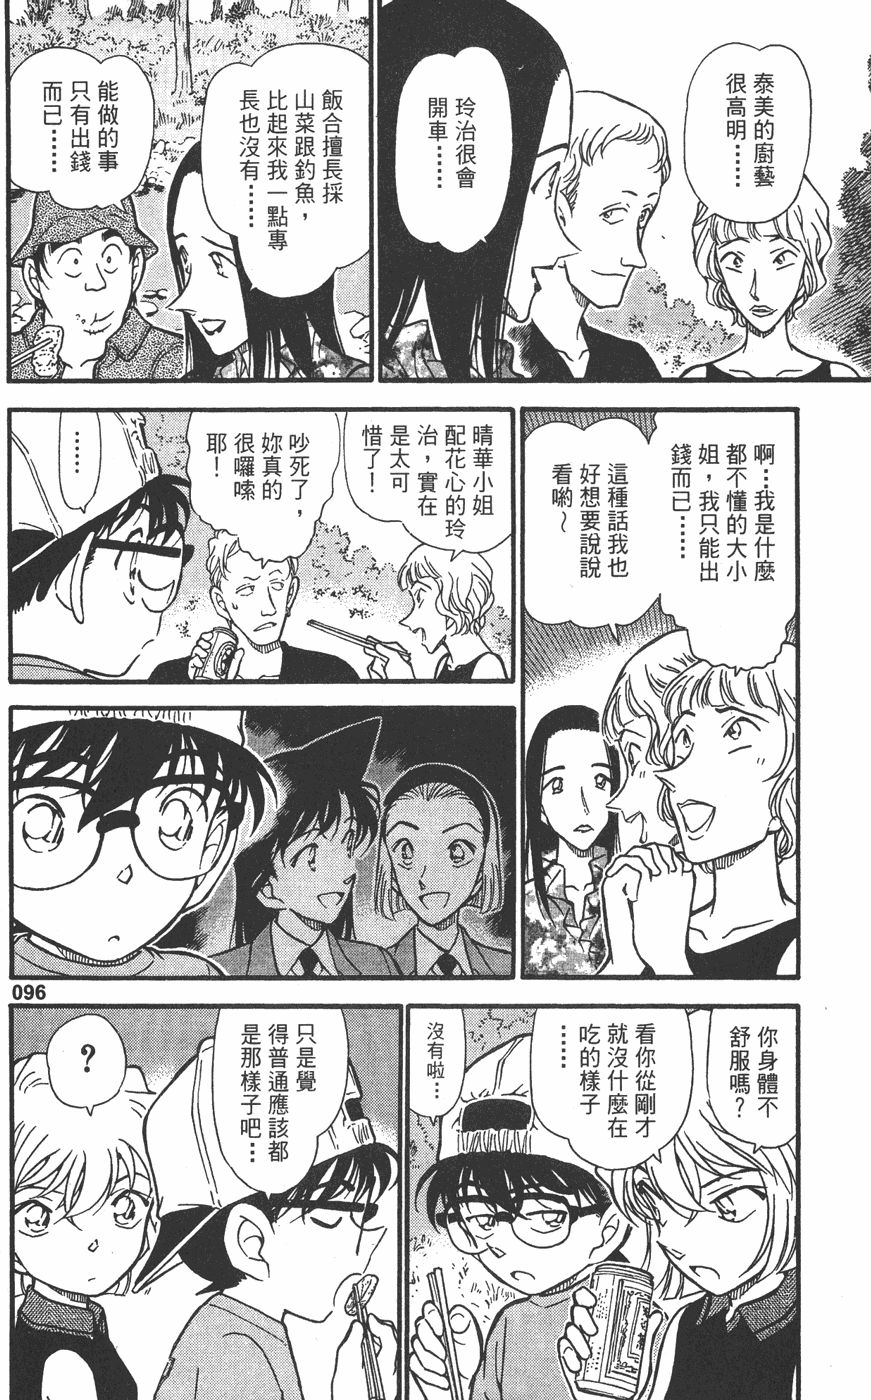 泰美的廚藝
很高明……
玲治很會
開車……
飯合擅長採
山菜跟釣魚，
比起來我一點專
長也沒有……
能做的事
只有出錢
而已……
啊…我是什麼
都不懂的大小
姐，我只能出
錢而已……
這種話我也
好想要說說
看喲～
晴華小姐
配花心的玲
治，實在
是太可
惜了！
吵死了，
妳真的
很囉嗦
耶！
……
096
你身體不
舒服嗎？
看你從剛才
就沒什麼在
吃的樣子
……
沒有啦…
只是覺
得普通應該都
是那樣子吧…
？